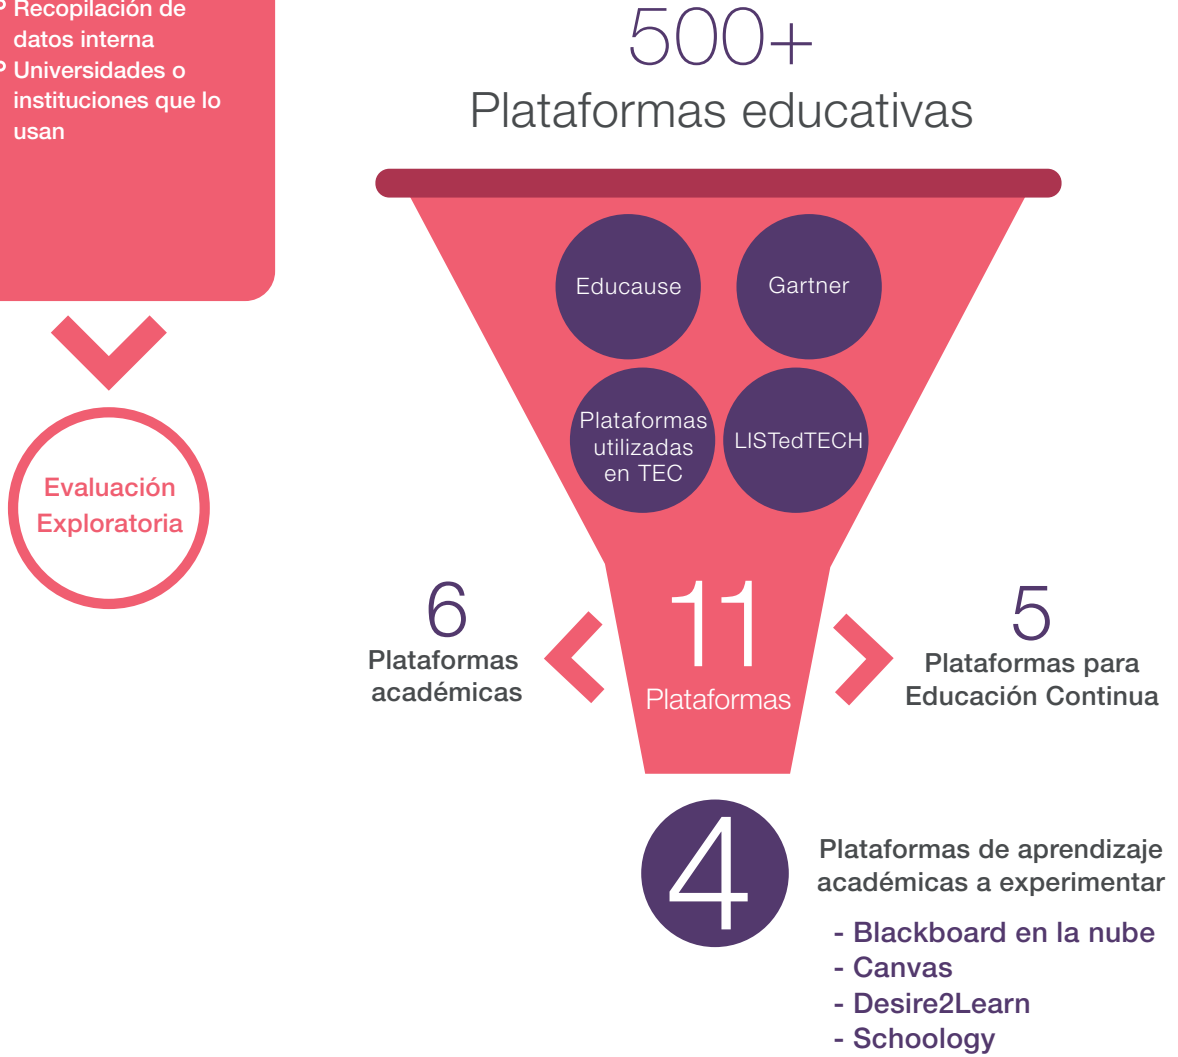 Recopilación de
datos interna
Universidades o
instituciones que lo
usan
Evaluación
Exploratoria
500+
Plataformas educativas
Educause
Gartner
Plataformas
utilizadas
en TEC
LISTedTECH
6
Plataformas
académicas
11
Plataformas
5
Plataformas para
Educación Continua
4
Plataformas de aprendizaje
académicas a experimentar
- Blackboard en la nube
- Canvas
- Desire2Learn
- Schoology